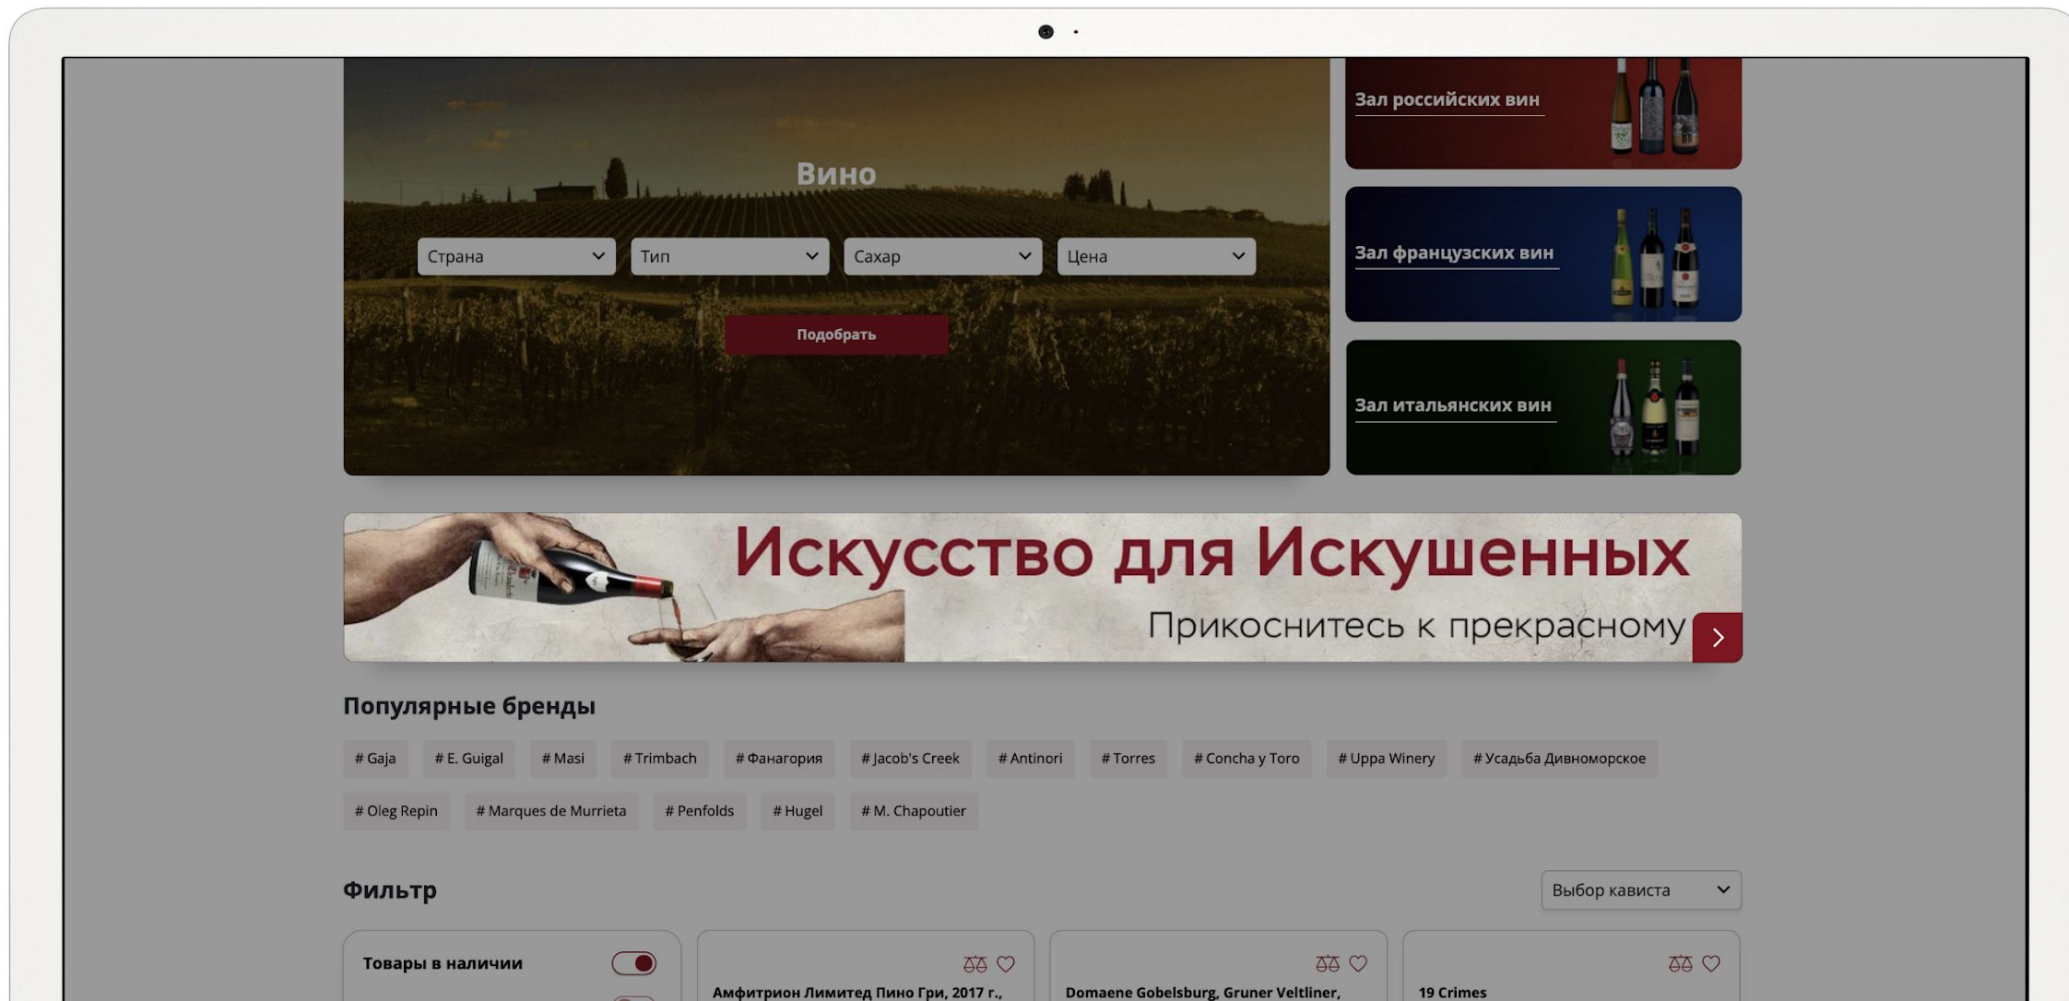 Зал российских вин
Вино
Страна
Тип
Сахар
Цена
Подобрать
Зал французских вин
Зал итальянских вин
Искусство для Искушенных
Прикоснитесь к прекрасному
Популярные бренды
# Gaja
# E. Guigal
# Masi
# Trimbach
# Фанагория
# Jacob's Creek
# Antinori
# Torres
# Concha y Toro
# Uppa Winery
# Усадьба Дивноморское
# Oleg Repin
# Marques de Murrieta
# Penfolds
# Hugel
# M. Chapoutier
Фильтр
Выбор кависта
Товары в наличии
Амфитрион Лимитед Пино Гри, 2017 г.,
Domaene Gobelsburg, Gruner Veltliner,
19 Crimes